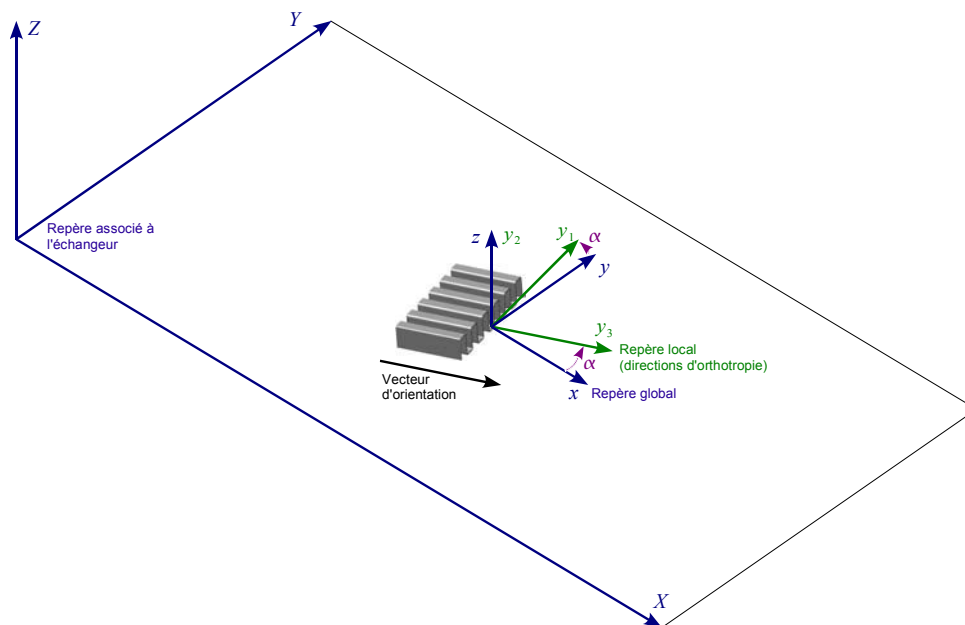 Z
Y
Repère associé à
l'échangeur
z
y₂
y₁
α
y
y₃
Repère local
(directions d'orthotropie)
α
Vecteur
d'orientation
x
Repère global
X